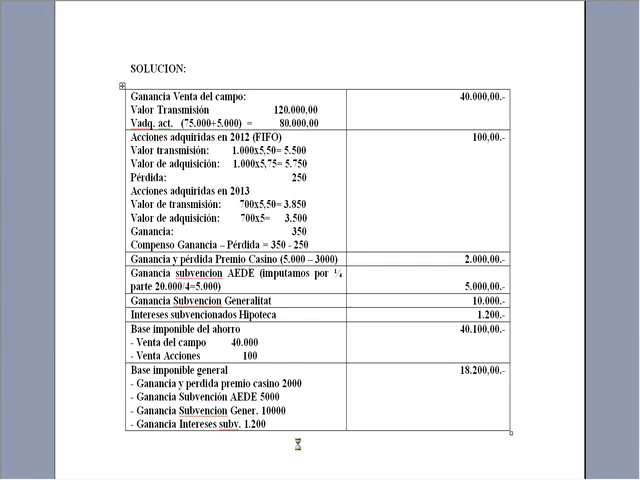 SOLUCION:
Ganancia Venta del campo: 40.000,00.-
Valor Transmisión 120.000,00
Vadq. act. (75.000+5.000) = 80.000,00
Acciones adquiridas en 2012 (FIFO) 100,00.-
Valor transmisión: 1.000x5,50= 5.500
Valor de adquisición: 1.000x5,75= 5.750
Pérdida: 250
Acciones adquiridas en 2013
Valor de transmisión: 700x5,50= 3.850
Valor de adquisición: 700x5= 3.500
Ganancia: 350
Compenso Ganancia – Pérdida = 350 - 250
Ganancia y pérdida Premio Casino (5.000 – 3000) 2.000,00.-
Ganancia subvencion AEDE (imputamos por ¼
parte 20.000/4=5.000) 5.000,00.-
Ganancia Subvencion Generalitat 10.000.-
Intereses subvencionados Hipoteca 1.200.-
Base imponible del ahorro 40.100,00.-
- Venta del campo 40.000
- Venta Acciones 100
Base imponible general 18.200,00.-
- Ganancia y perdida premio casino 2000
- Ganancia Subvención AEDE 5000
- Ganancia Subvencion Gener. 10000
- Ganancia Intereses subv. 1.200